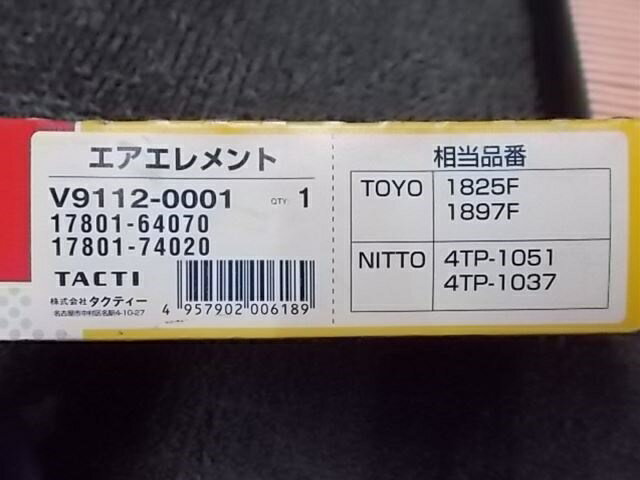 エアエレメント
V9112-0001 QTY: 1
17801-64070
17801-74020
TACTI
株式会社 タクティー
名古屋市中村区名駅4-10-27
4 957902 006189
相当品番
TOYO 1825F
1897F
NITTO 4TP-1051
4TP-1037